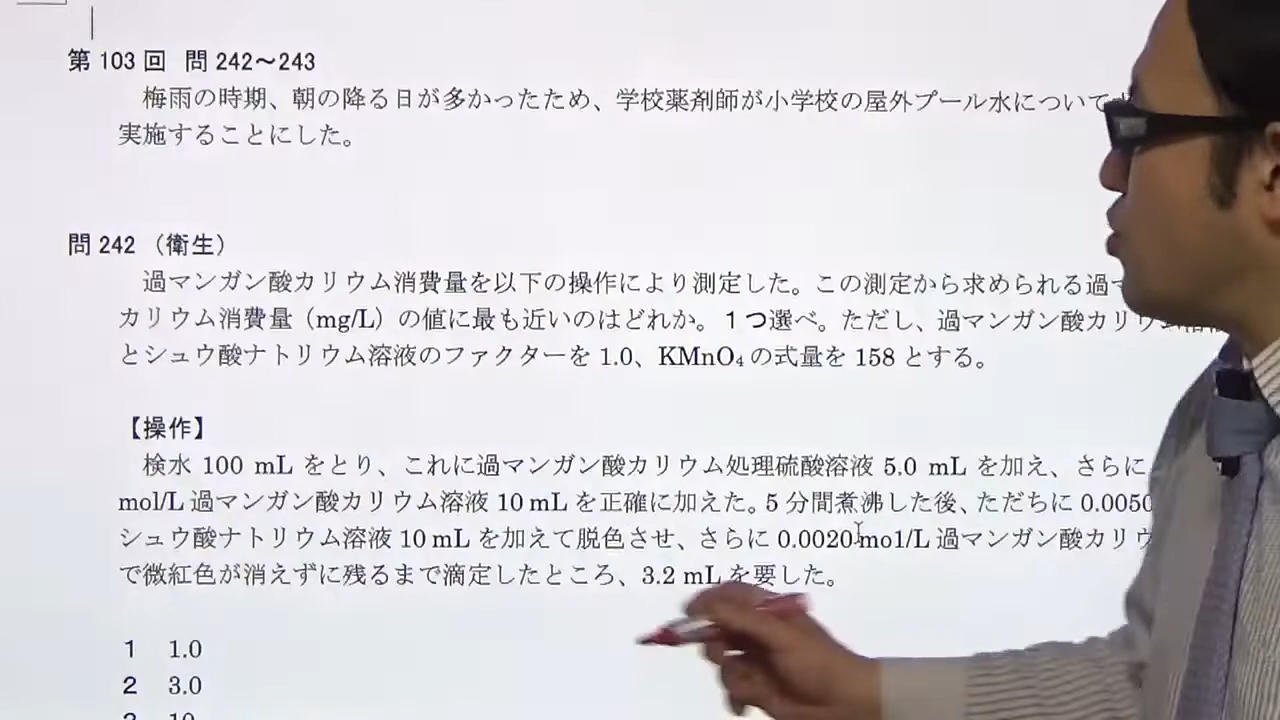 第 103 回 問 242～243
梅雨の時期、朝の降る日が多かったため、学校薬剤師が小学校の屋外プール水について
実施することにした。
問 242 （衛生）
過マンガン酸カリウム消費量を以下の操作により測定した。この測定から求められる過マ
カリウム消費量（mg/L）の値に最も近いのはどれか。１つ選べ。ただし、過マンガン酸カリウム溶液
とシュウ酸ナトリウム溶液のファクターを 1.0、KMnO₄ の式量を 158 とする。
【操作】
検水 100 mL をとり、これに過マンガン酸カリウム処理硫酸溶液 5.0 mL を加え、さらに
mol/L 過マンガン酸カリウム溶液 10 mL を正確に加えた。5 分間煮沸した後、ただちに 0.0050
シュウ酸ナトリウム溶液 10 mL を加えて脱色させ、さらに 0.0020 mo1/L 過マンガン酸カリウ
で微紅色が消えずに残るまで滴定したところ、3.2 mL を要した。
1 1.0
2 3.0
3 10